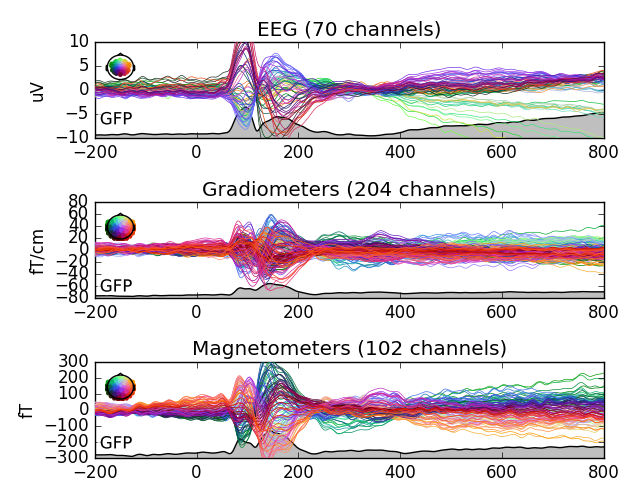 EEG (70 channels)
10
5
0
−5
−10
uV
GFP
−200 0 200 400 600 800
Gradiometers (204 channels)
80
60
40
20
0
−20
−40
−60
−80
fT/cm
GFP
−200 0 200 400 600 800
Magnetometers (102 channels)
300
200
100
0
−100
−200
−300
fT
GFP
−200 0 200 400 600 800